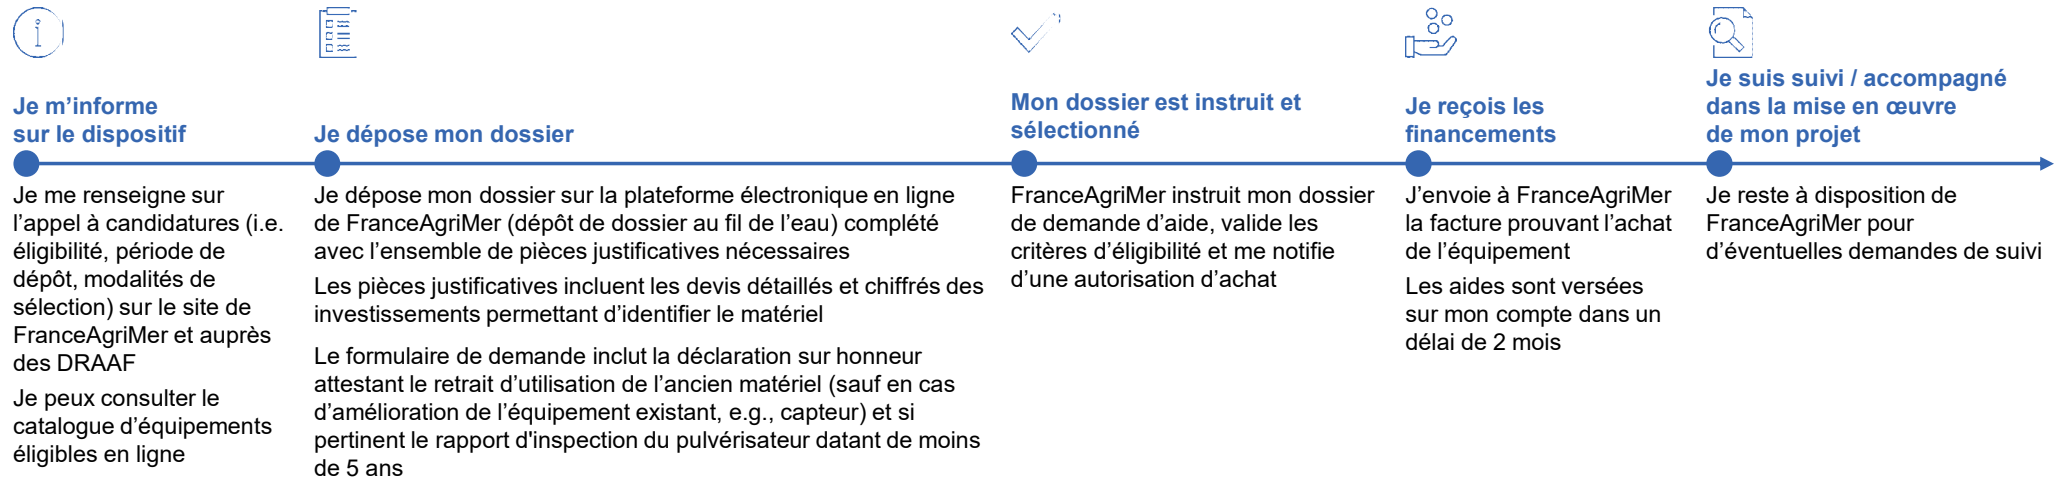 Je m’informe
sur le dispositif
Je me renseigne sur
l’appel à candidatures (i.e.
éligibilité, période de
dépôt, modalités de
sélection) sur le site de
FranceAgriMer et auprès
des DRAAF
Je peux consulter le
catalogue d’équipements
éligibles en ligne
Je dépose mon dossier
Je dépose mon dossier sur la plateforme électronique en ligne
de FranceAgriMer (dépôt de dossier au fil de l’eau) complété
avec l’ensemble de pièces justificatives nécessaires
Les pièces justificatives incluent les devis détaillés et chiffrés des
investissements permettant d’identifier le matériel
Le formulaire de demande inclut la déclaration sur honneur
attestant le retrait d’utilisation de l’ancien matériel (sauf en cas
d’amélioration de l’équipement existant, e.g., capteur) et si
pertinent le rapport d'inspection du pulvérisateur datant de moins
de 5 ans
Mon dossier est instruit et
sélectionné
FranceAgriMer instruit mon dossier
de demande d’aide, valide les
critères d’éligibilité et me notifie
d’une autorisation d’achat
Je reçois les
financements
J’envoie à FranceAgriMer
la facture prouvant l’achat
de l’équipement
Les aides sont versées
sur mon compte dans un
délai de 2 mois
Je suis suivi / accompagné
dans la mise en œuvre
de mon projet
Je reste à disposition de
FranceAgriMer pour
d’éventuelles demandes de suivi